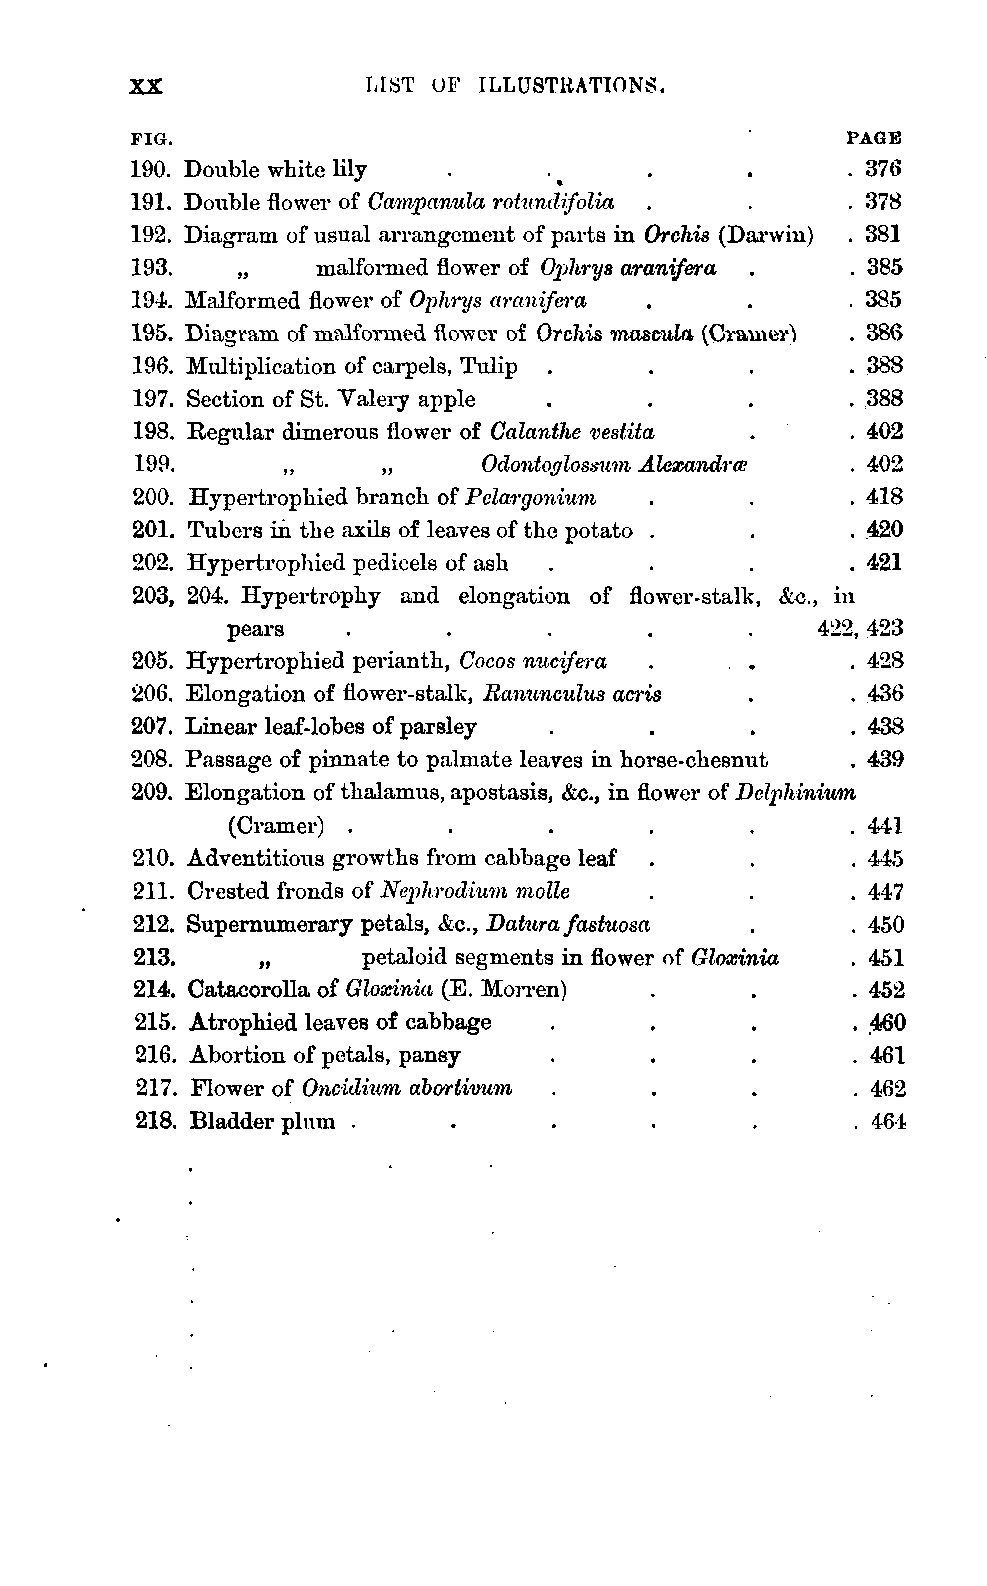 XX LIST OF ILLUSTRATIONS.
FIG. PAGE
190. Double white lily . . . . . 376
191. Double flower of Campanula rotundifolia . . . 378
192. Diagram of usual arrangement of parts in Orchis (Darwin) . 381
193. „ malformed flower of Ophrys aranifera . . 385
194. Malformed flower of Ophrys aranifera . . . 385
195. Diagram of malformed flower of Orchis mascula (Cramer) . 386
196. Multiplication of carpels, Tulip . . . . 388
197. Section of St. Valery apple . . . . 388
198. Regular dimerous flower of Calanthe vestita . . 402
199. „ „ Odontoglossum Alexandræ . 402
200. Hypertrophied branch of Pelargonium . . . 418
201. Tubers in the axils of leaves of the potato . . . 420
202. Hypertrophied pedicels of ash . . . . 421
203, 204. Hypertrophy and elongation of flower-stalk, &c., in
pears . . . . . 422, 423
205. Hypertrophied perianth, Cocos nucifera . . . 428
206. Elongation of flower-stalk, Ranunculus acris . . 436
207. Linear leaf-lobes of parsley . . . . 438
208. Passage of pinnate to palmate leaves in horse-chesnut . 439
209. Elongation of thalamus, apostasis, &c., in flower of Delphinium
(Cramer) . . . . . . 441
210. Adventitious growths from cabbage leaf . . . 445
211. Crested fronds of Nephrodium molle . . . 447
212. Supernumerary petals, &c., Datura fastuosa . . 450
213. „ petaloid segments in flower of Gloxinia . 451
214. Catacorolla of Gloxinia (E. Morren) . . . 452
215. Atrophied leaves of cabbage . . . . 460
216. Abortion of petals, pansy . . . . 461
217. Flower of Oncidium abortivum . . . . 462
218. Bladder plum . . . . . . 464